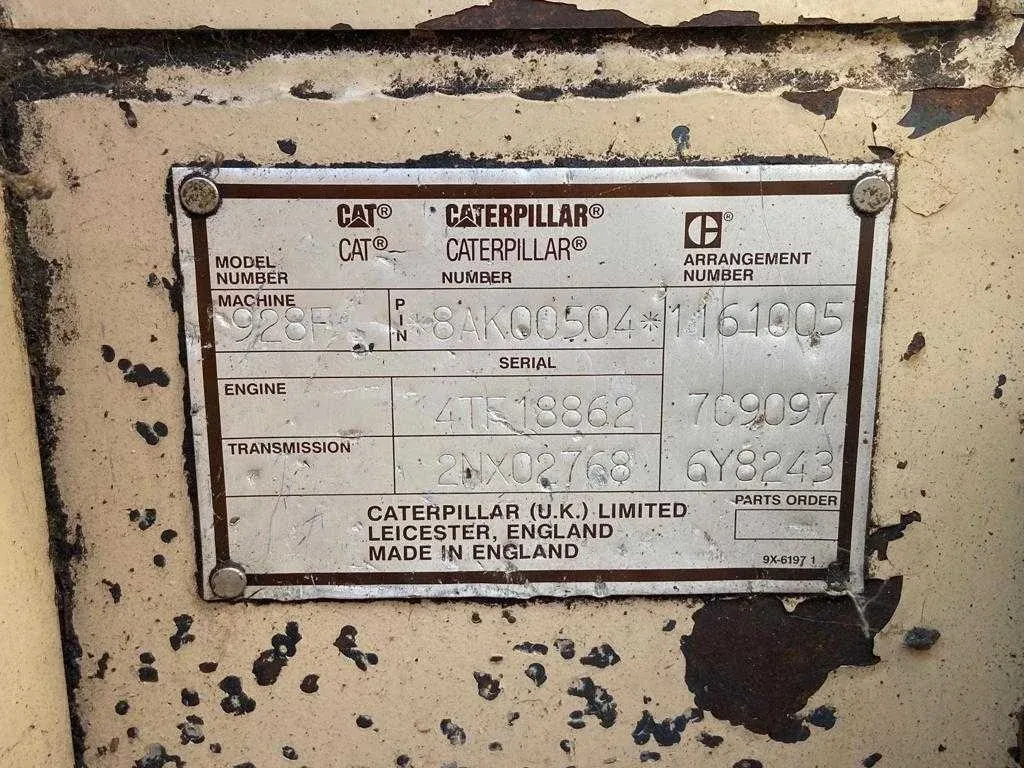 CAT® CATERPILLAR® ®
CAT® CATERPILLAR®
MODEL NUMBER
NUMBER
ARRANGEMENT NUMBER
MACHINE
928F
PIN
*8AK00504*
1161005
SERIAL
ENGINE
4TF18862
7C9097
TRANSMISSION
2NX02768
6Y8243
PARTS ORDER
CATERPILLAR (U.K.) LIMITED
LEICESTER, ENGLAND
MADE IN ENGLAND
9X-6197 1